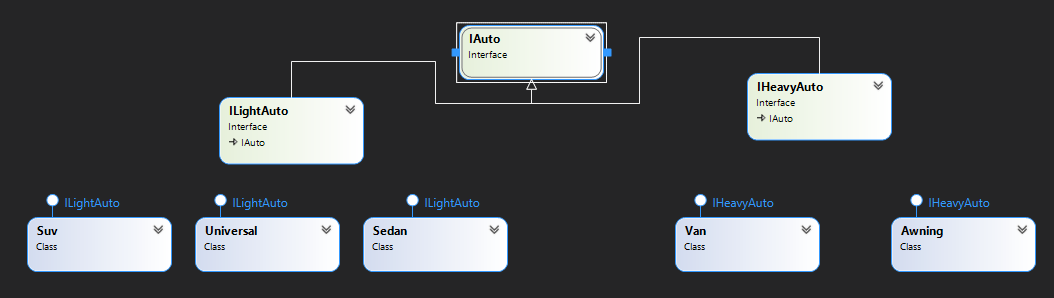 IAuto
Interface
ILightAuto
Interface
IAuto
IHeavyAuto
Interface
IAuto
ILightAuto
ILightAuto
ILightAuto
IHeavyAuto
IHeavyAuto
Suv
Class
Universal
Class
Sedan
Class
Van
Class
Awning
Class